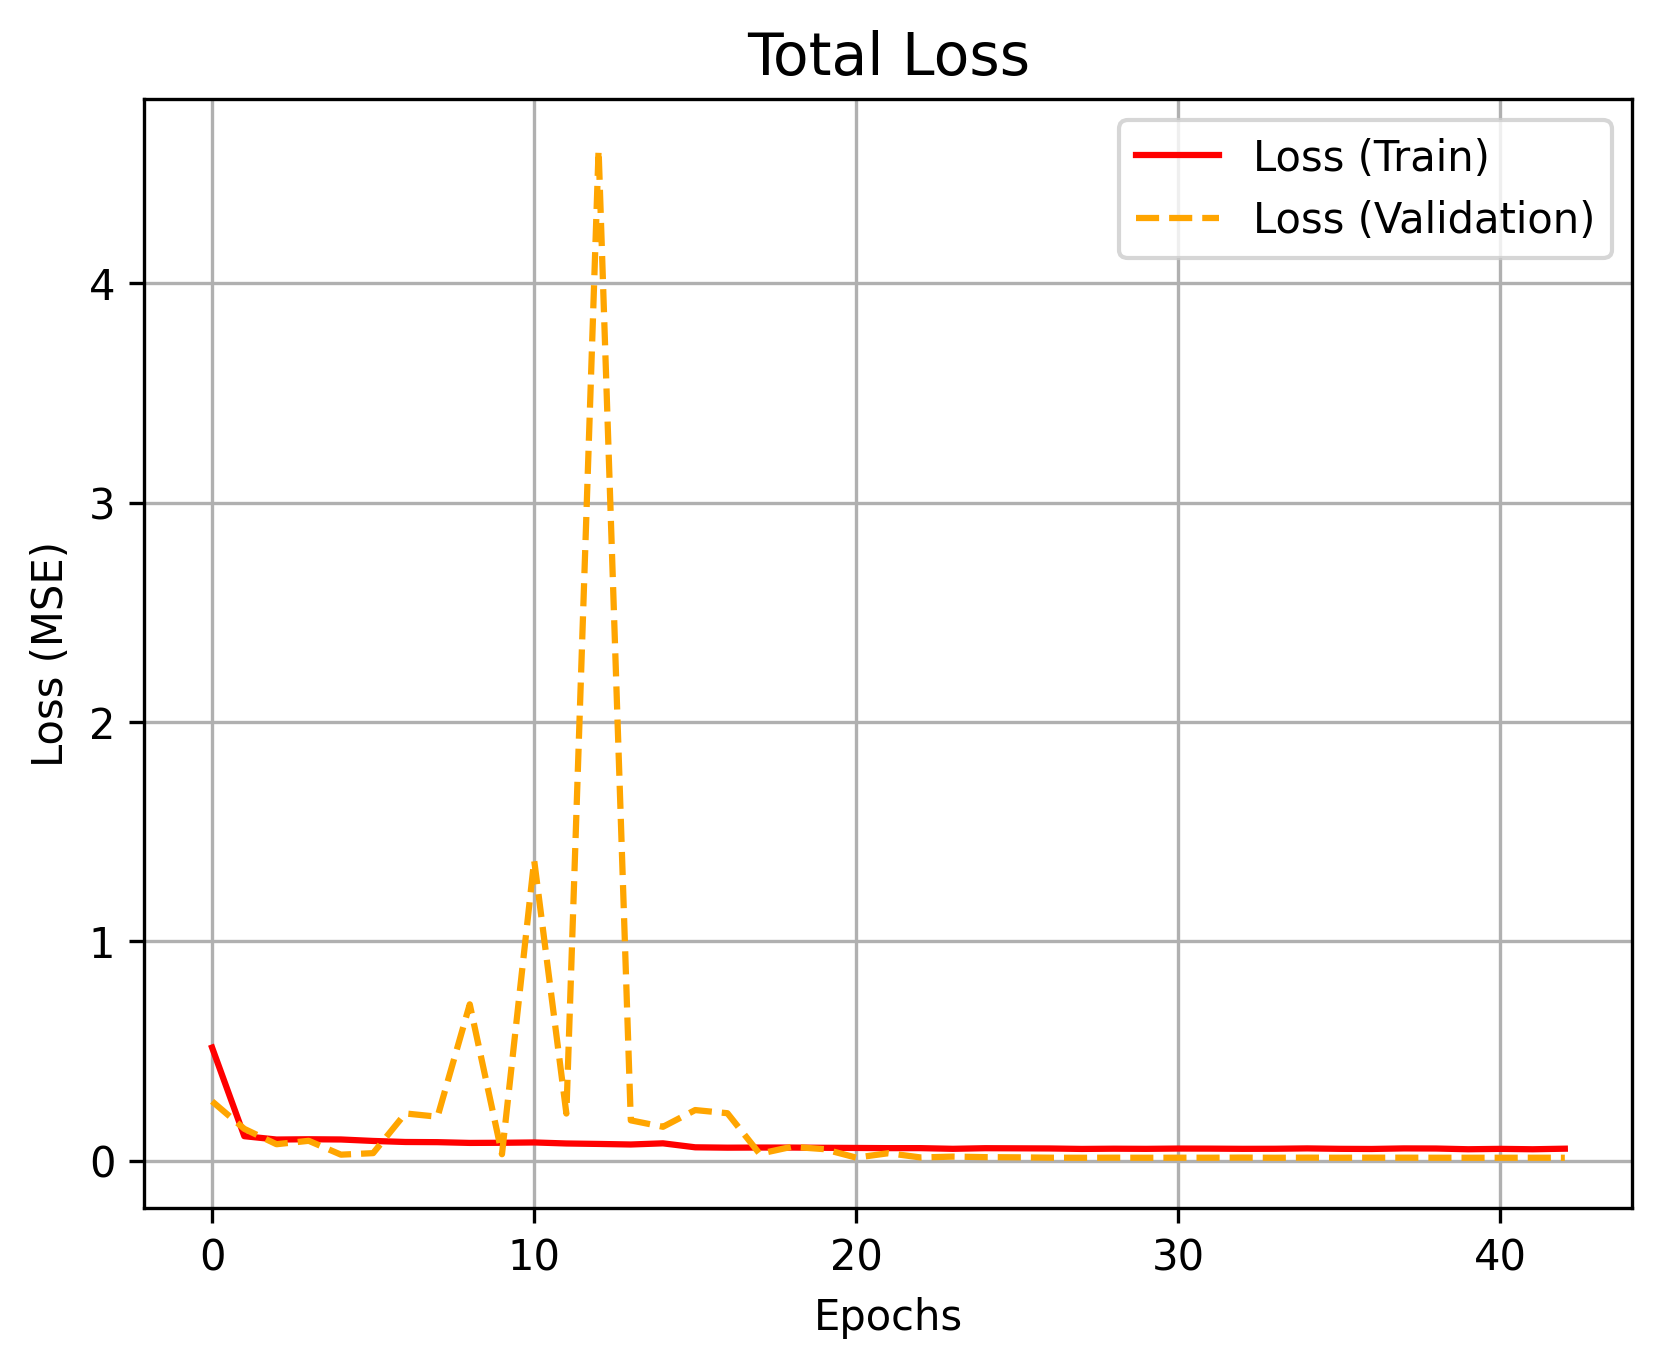 Total Loss
Loss (Train)
Loss (Validation)
Loss (MSE)
4
3
2
1
0
0 10 20 30 40
Epochs